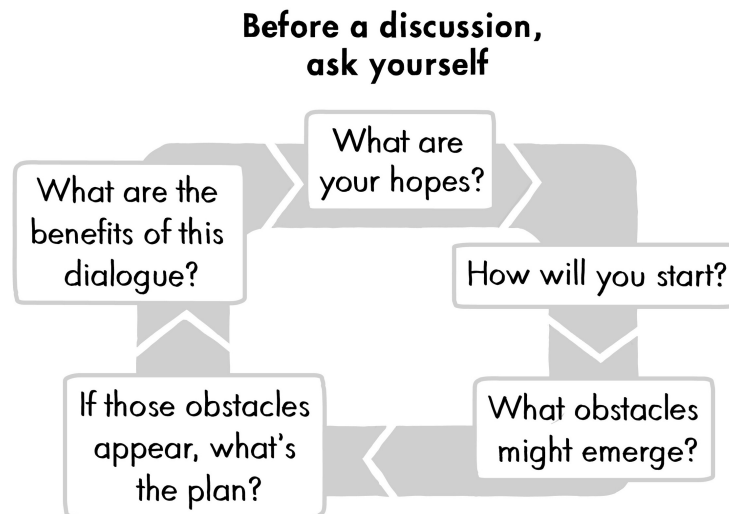 Before a discussion,
ask yourself
What are
your hopes?
How will you start?
What obstacles
might emerge?
If those obstacles
appear, what's
the plan?
What are the
benefits of this
dialogue?